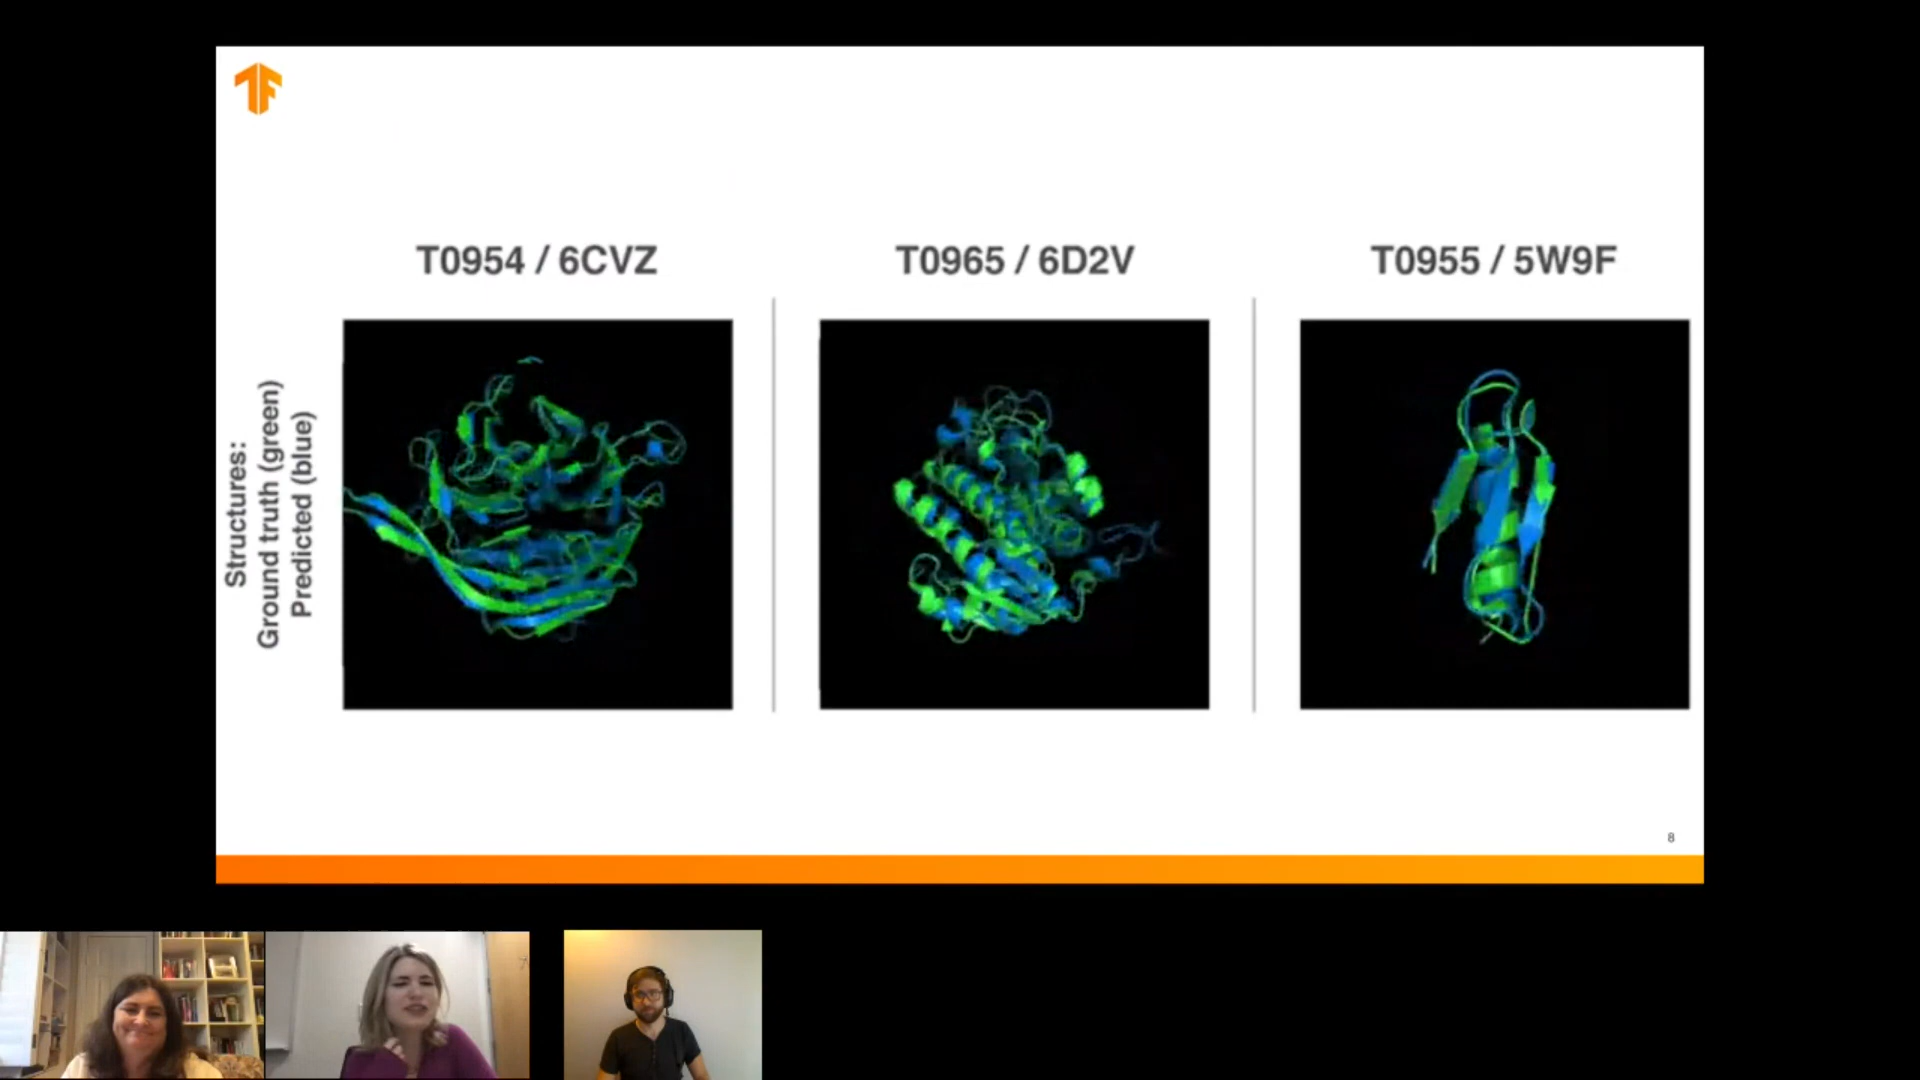 T0954 / 6CVZ
T0965 / 6D2V
T0955 / 5W9F
Structures:
Ground truth (green)
Predicted (blue)
8